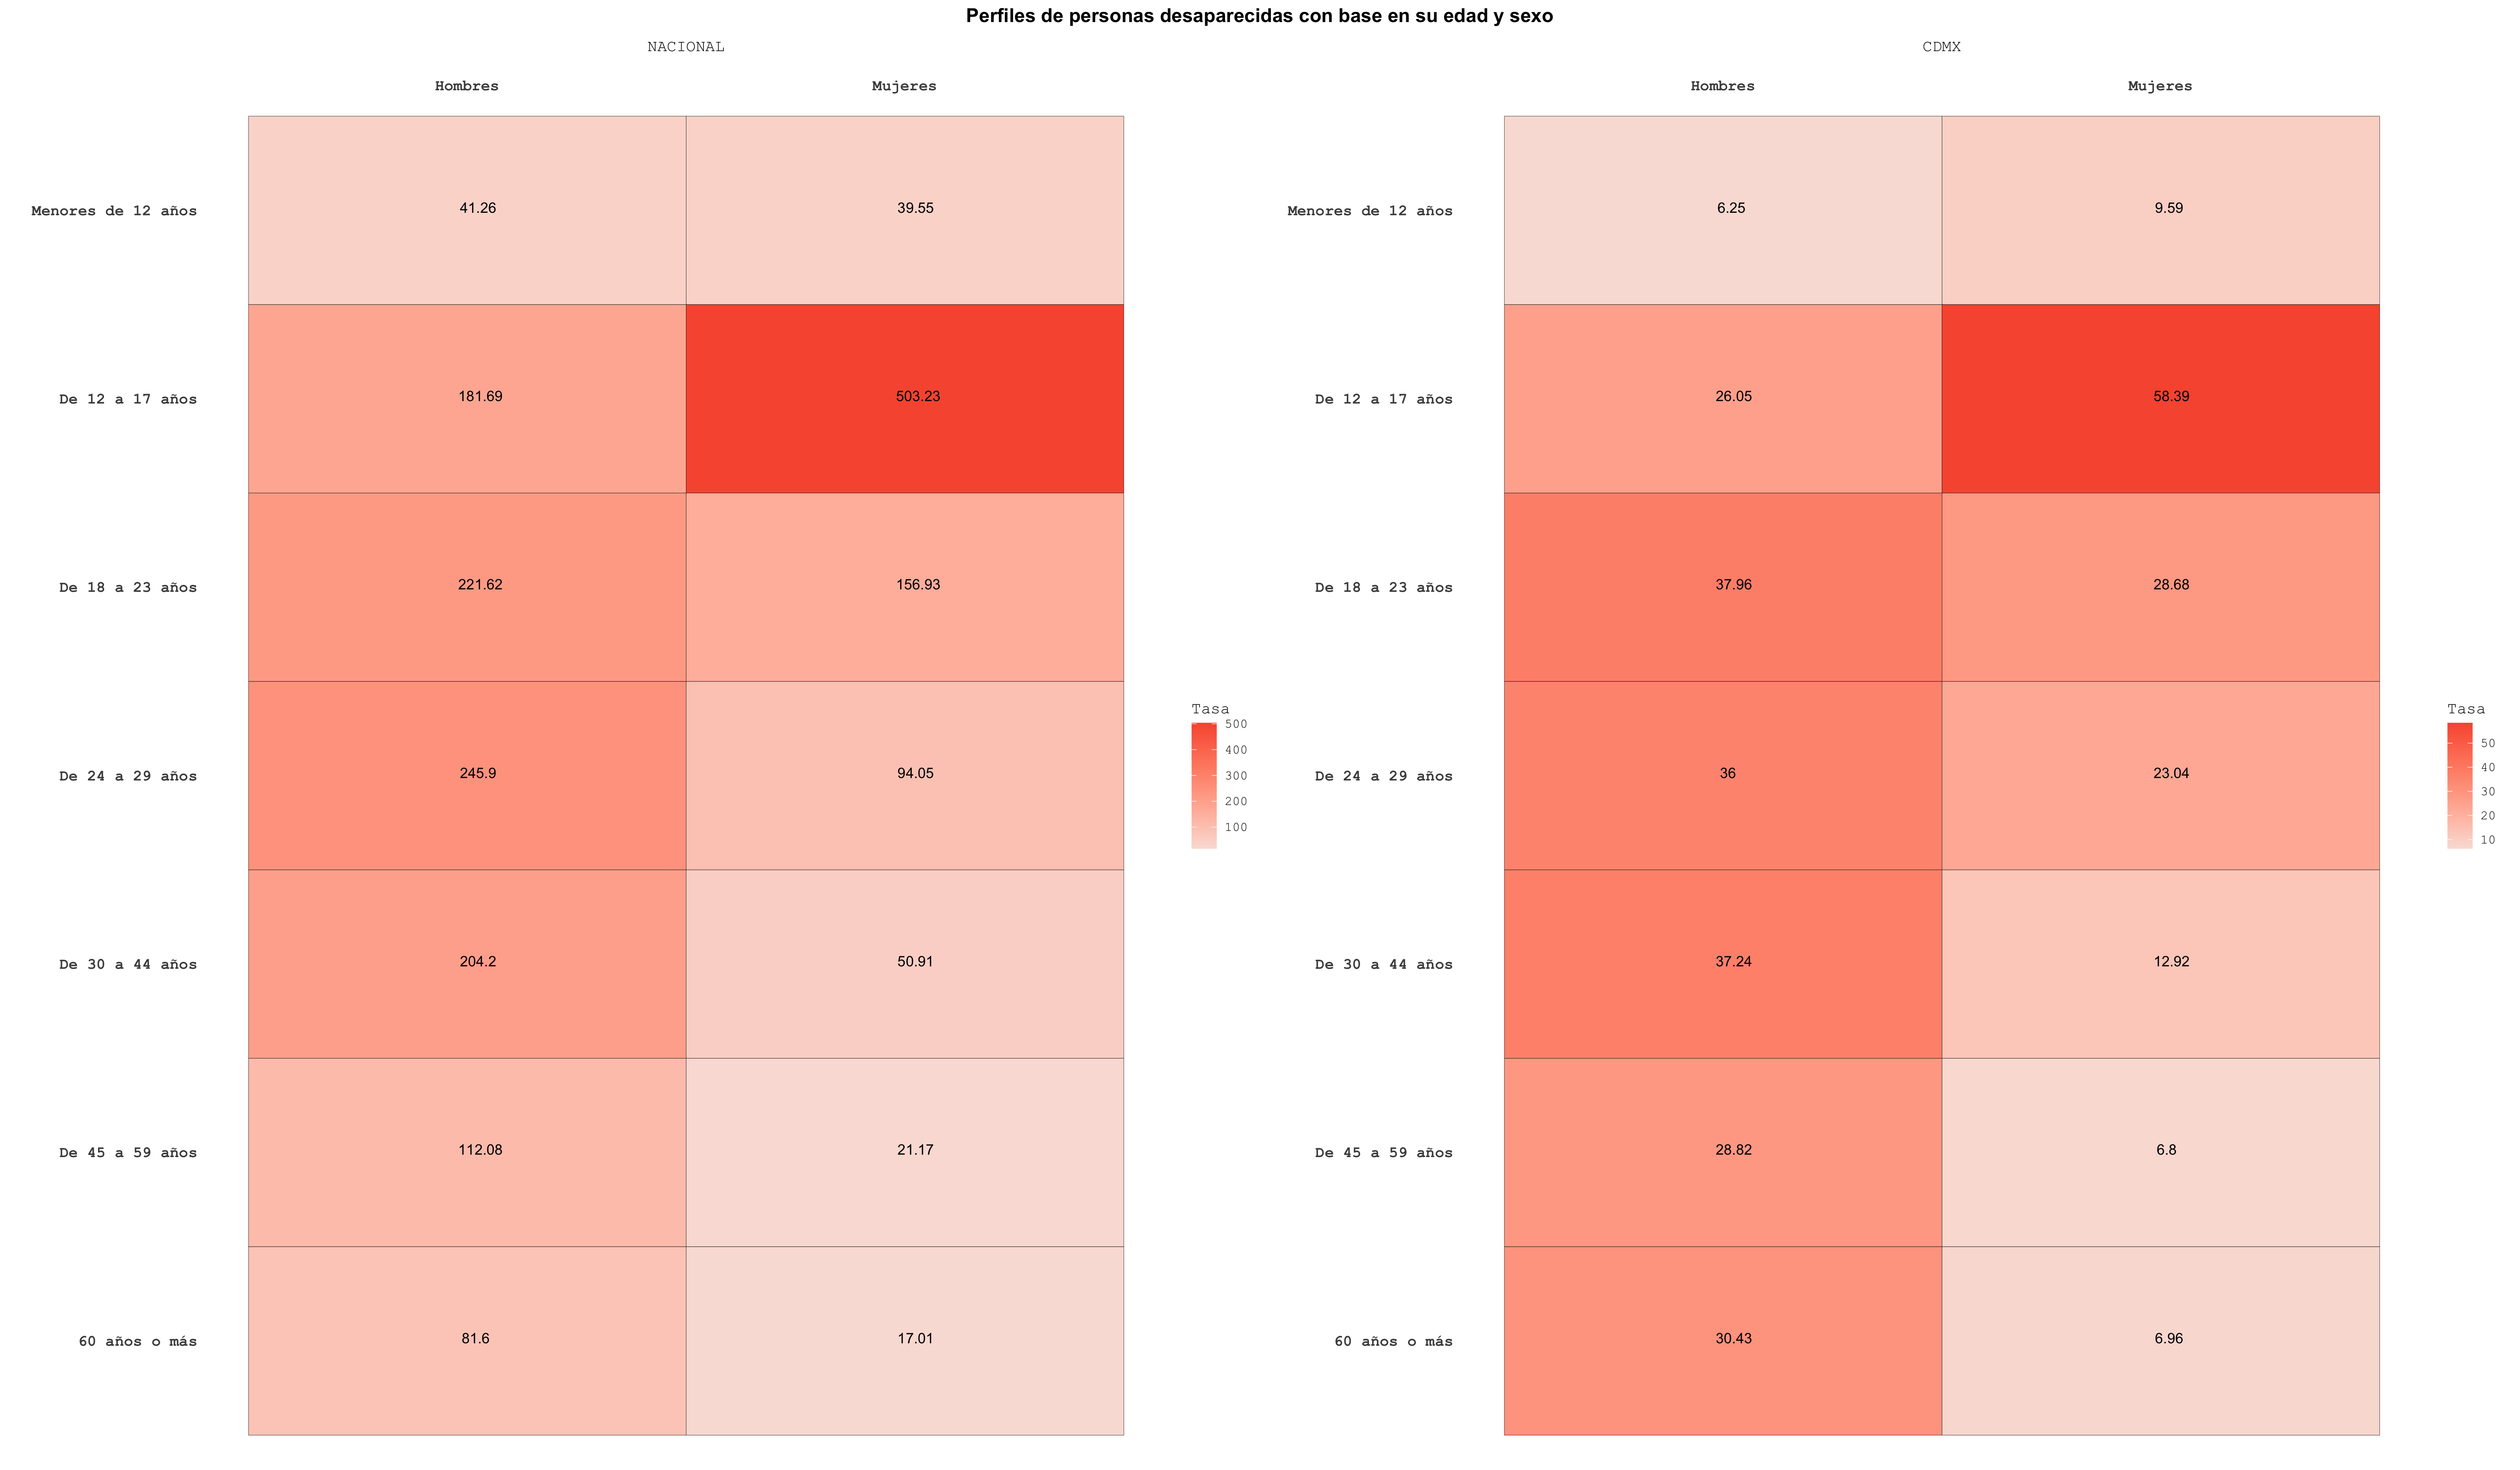 Perfiles de personas desaparecidas con base en su edad y sexo
NACIONAL
Hombres Mujeres
Menores de 12 años 41.26 39.55
De 12 a 17 años 181.69 503.23
De 18 a 23 años 221.62 156.93
De 24 a 29 años 245.9 94.05
De 30 a 44 años 204.2 50.91
De 45 a 59 años 112.08 21.17
60 años o más 81.6 17.01
Tasa
500
400
300
200
100
CDMX
Hombres Mujeres
Menores de 12 años 6.25 9.59
De 12 a 17 años 26.05 58.39
De 18 a 23 años 37.96 28.68
De 24 a 29 años 36 23.04
De 30 a 44 años 37.24 12.92
De 45 a 59 años 28.82 6.8
60 años o más 30.43 6.96
Tasa
50
40
30
20
10